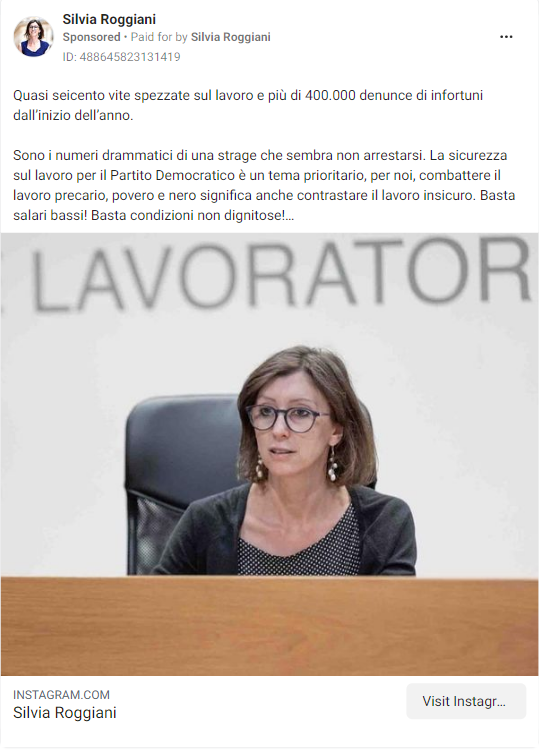 Silvia Roggiani
Sponsored • Paid for by Silvia Roggiani
ID: 488645823131419
Quasi seicento vite spezzate sul lavoro e più di 400.000 denunce di infortuni
dall'inizio dell'anno.
Sono i numeri drammatici di una strage che sembra non arrestarsi. La sicurezza
sul lavoro per il Partito Democratico è un tema prioritario, per noi, combattere il
lavoro precario, povero e nero significa anche contrastare il lavoro insicuro. Basta
salari bassi! Basta condizioni non dignitose!...
LAVORATOR
INSTAGRAM.COM
Silvia Roggiani
Visit Instagr...